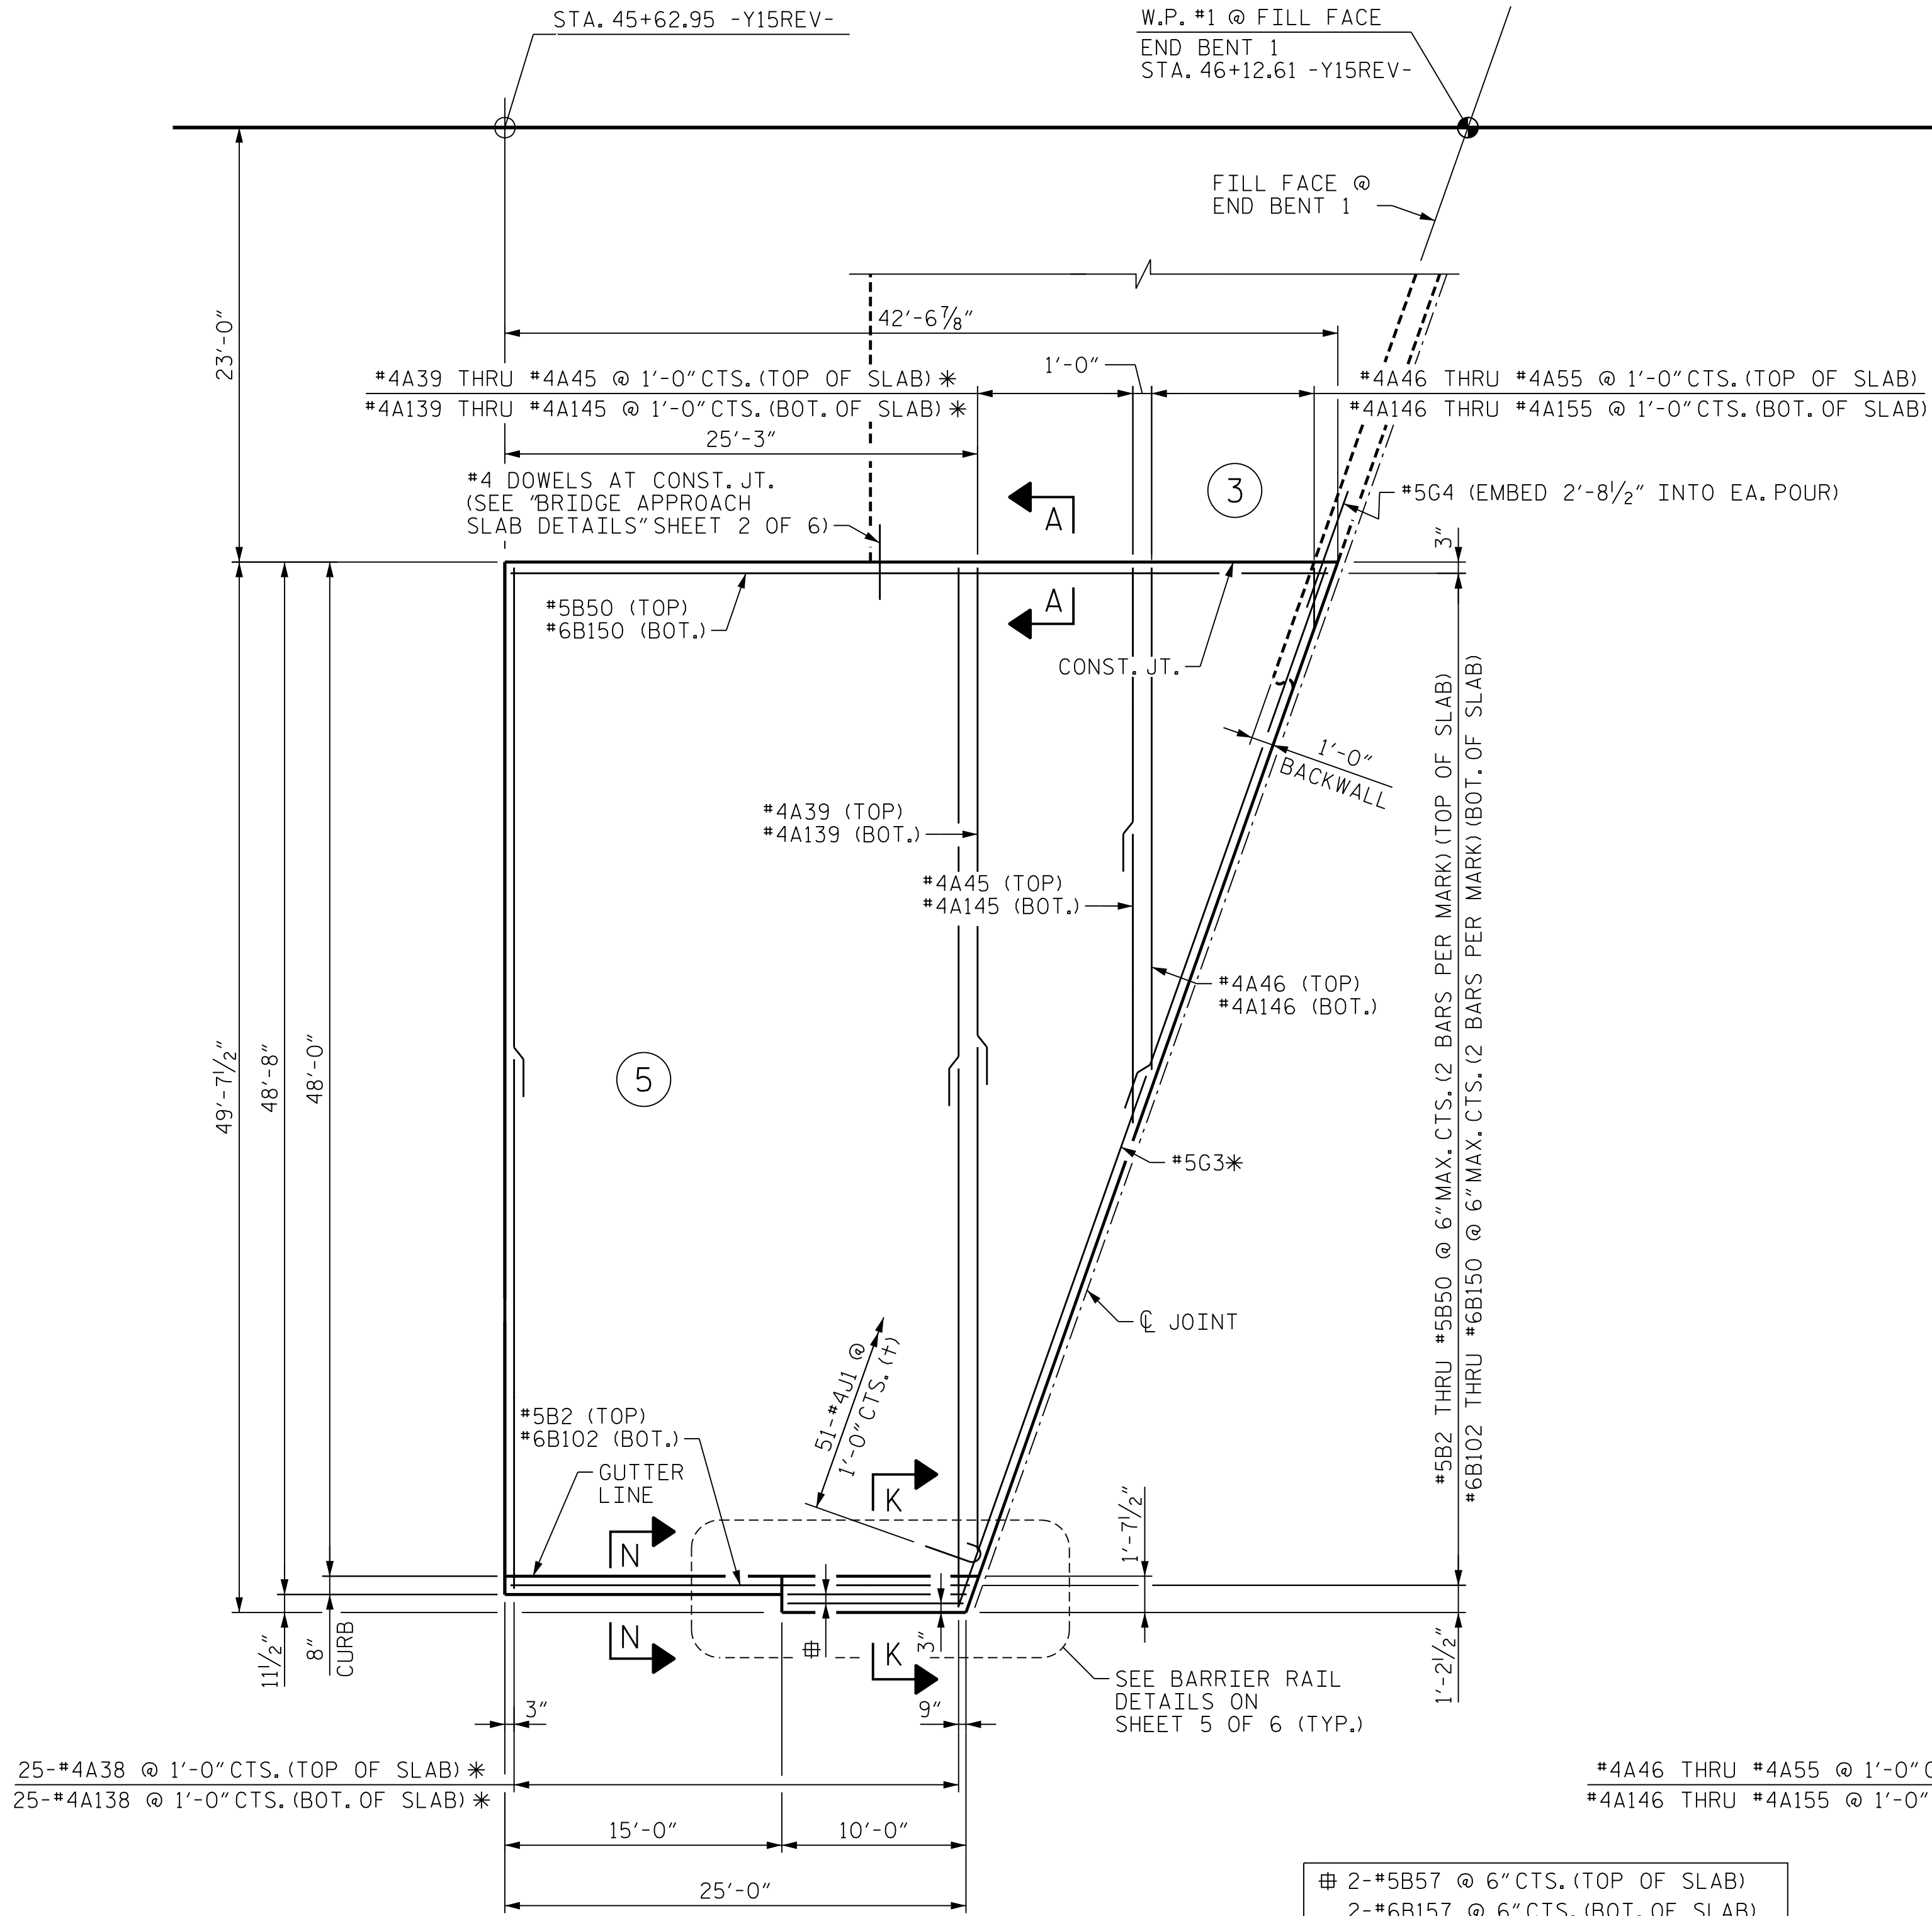 STA. 45+62.95 -Y15REV-
W.P. #1 @ FILL FACE
END BENT 1
STA. 46+12.61 -Y15REV-
FILL FACE @
END BENT 1
23'-0"
42'-6⅞"
1'-0"
#4A39 THRU #4A45 @ 1'-0" CTS. (TOP OF SLAB) *
#4A139 THRU #4A145 @ 1'-0" CTS. (BOT. OF SLAB) *
#4A46 THRU #4A55 @ 1'-0" CTS. (TOP OF SLAB)
#4A146 THRU #4A155 @ 1'-0" CTS. (BOT. OF SLAB)
25'-3"
#4 DOWELS AT CONST. JT.
(SEE "BRIDGE APPROACH
SLAB DETAILS" SHEET 2 OF 6)
A
3
#5G4 (EMBED 2'-8½" INTO EA. POUR)
3"
#5B50 (TOP)
#6B150 (BOT.)
A
CONST. JT.
1'-0"
BACKWALL
#4A39 (TOP)
#4A139 (BOT.)
#4A45 (TOP)
#4A145 (BOT.)
#4A46 (TOP)
#4A146 (BOT.)
49'-7½"
48'-8"
48'-0"
5
#5G3*
#5B2 THRU #5B50 @ 6" MAX. CTS. (2 BARS PER MARK) (TOP OF SLAB)
#6B102 THRU #6B150 @ 6" MAX. CTS. (2 BARS PER MARK) (BOT. OF SLAB)
℄ JOINT
51-#4J1 @
1'-0" CTS. (†)
#5B2 (TOP)
#6B102 (BOT.)
GUTTER
LINE
K
N
1'-7½"
N
K
3"
11½"
8"
CURB
1'-2½"
SEE BARRIER RAIL
DETAILS ON
SHEET 5 OF 6 (TYP.)
3"
9"
25-#4A38 @ 1'-0" CTS. (TOP OF SLAB) *
25-#4A138 @ 1'-0" CTS. (BOT. OF SLAB) *
#4A46 THRU #4A55 @ 1'-0"
#4A146 THRU #4A155 @ 1'-0"
15'-0"
10'-0"
25'-0"
⌗ 2-#5B57 @ 6" CTS. (TOP OF SLAB)
2-#6B157 @ 6" CTS. (BOT. OF SLAB)